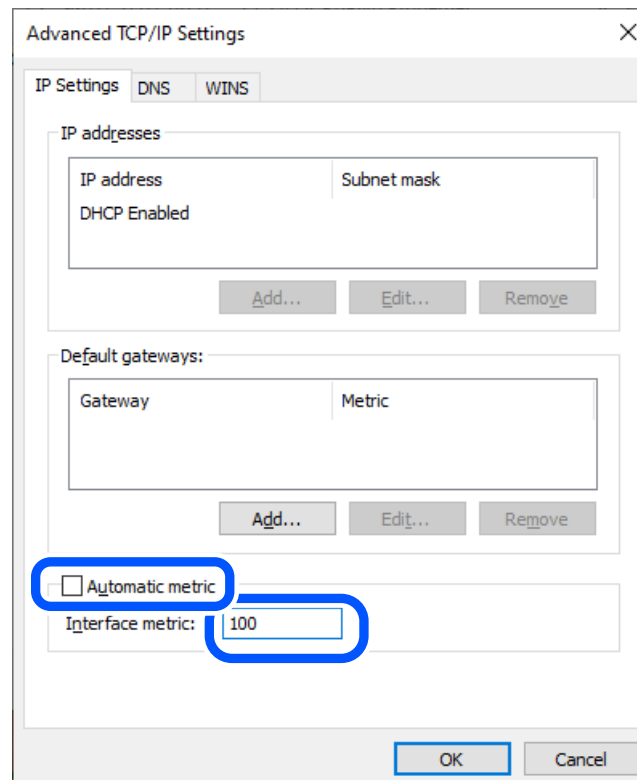 Advanced TCP/IP Settings
IP Settings DNS WINS
IP addresses
IP address Subnet mask
DHCP Enabled
Add... Edit... Remove
Default gateways:
Gateway Metric
Add... Edit... Remove
Automatic metric
Interface metric: 100
OK Cancel